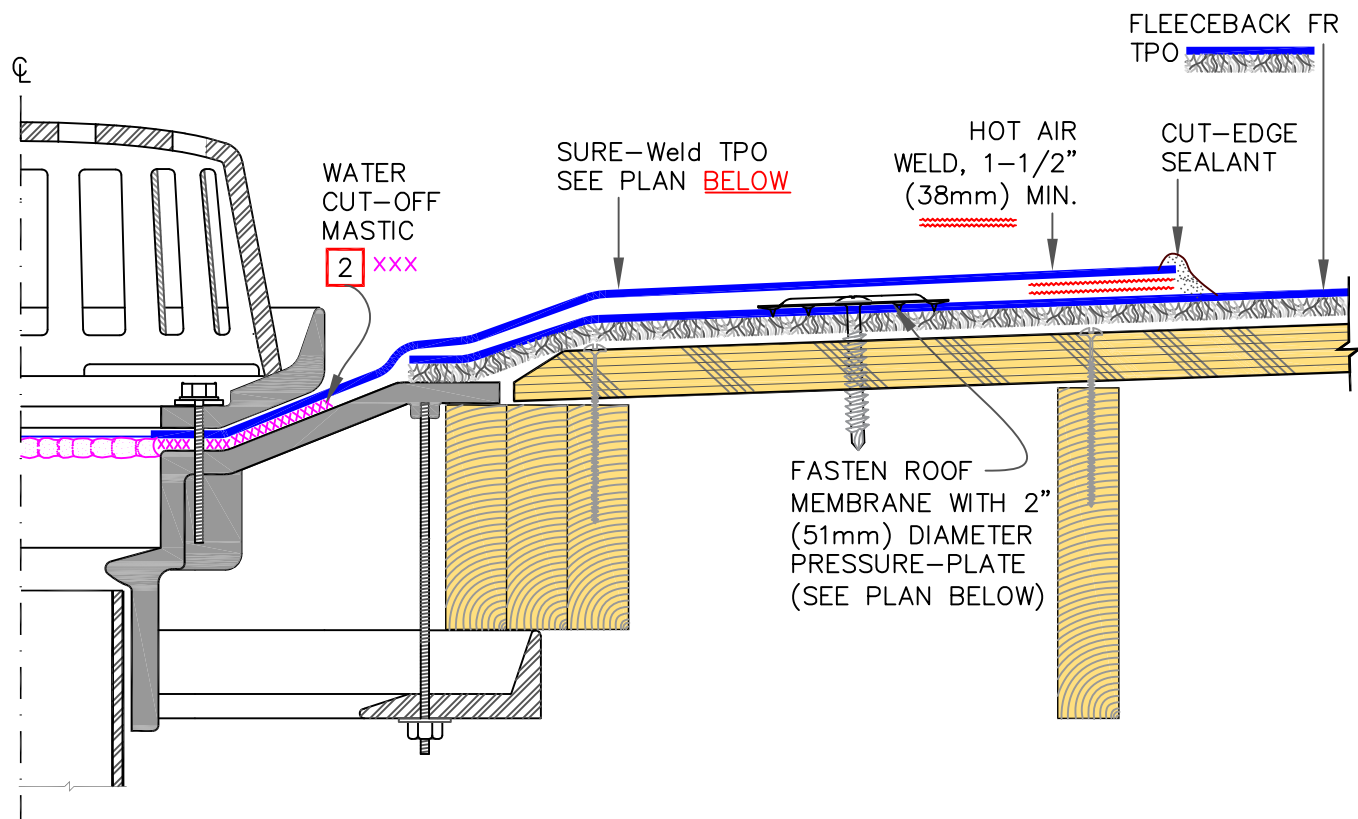 FLEECEBACK FR
TPO
℄
HOT AIR
WELD, 1-1/2"
(38mm) MIN.
CUT-EDGE
SEALANT
SURE-Weld TPO
SEE PLAN BELOW
WATER
CUT-OFF
MASTIC
2 XXX
FASTEN ROOF
MEMBRANE WITH 2"
(51mm) DIAMETER
PRESSURE-PLATE
(SEE PLAN BELOW)